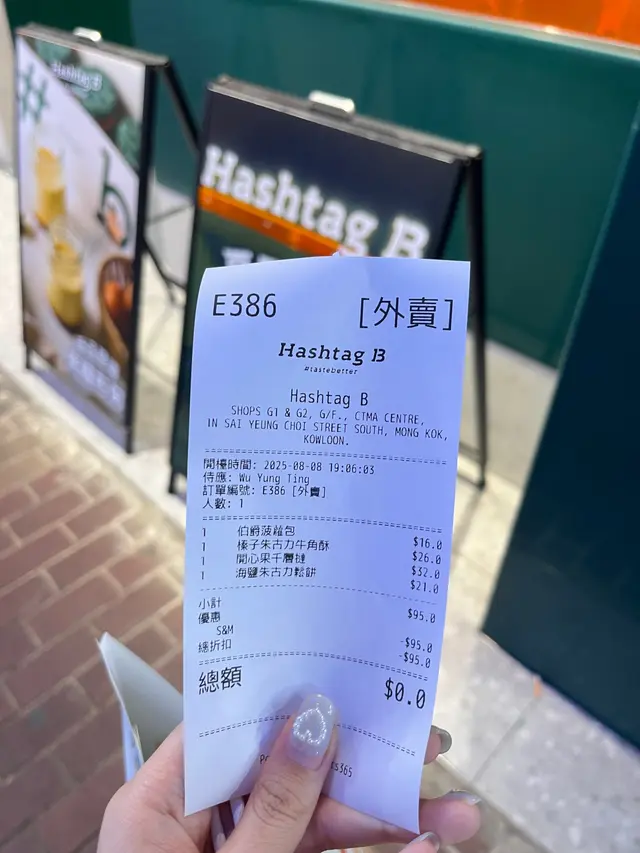 #Hashtag B
#
b
Hashtag B
E386 [外賣]
Hashtag B
#tastebetter
Hashtag B
SHOPS G1 & G2, G/F., CTMA CENTRE,
1N SAI YEUNG CHOI STREET SOUTH, MONG KOK,
KOWLOON.
開檯時間: 2025-08-08 19:06:03
侍應: Wu Yung Ting
訂單編號: E386 [外賣]
人數: 1
1 伯爵菠蘿包 $16.0
1 榛子朱古力牛角酥 $26.0
1 開心果千層撻 $32.0
1 海鹽朱古力鬆餅 $21.0
小計 $95.0
優惠
S&M -$95.0
總折扣 -$95.0
總額 $0.0